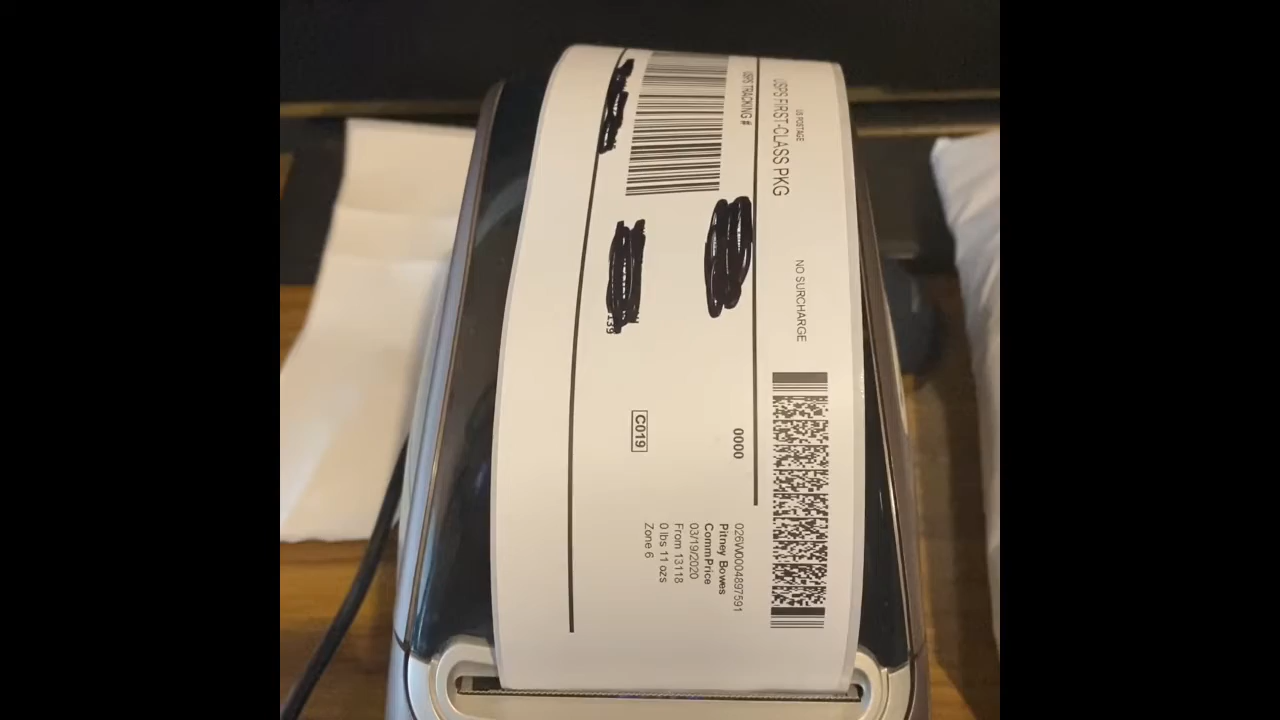 US POSTAGE
USPS FIRST-CLASS PKG
NO SURCHARGE
026W0004897591
Pitney Bowes
CommPrice
03/19/2020
From 13118
0 lbs 11 ozs
Zone 6
0000
C019
USPS TRACKING #